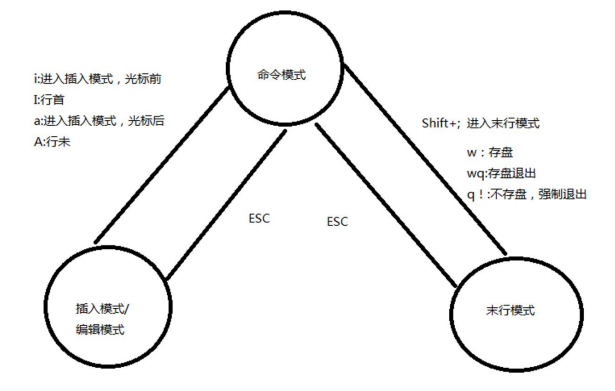 命令模式
i:进入插入模式，光标前
I:行首
a:进入插入模式，光标后
A:行未
Shift+; 进入末行模式
w：存盘
wq:存盘退出
q！:不存盘，强制退出
ESC
ESC
插入模式/
编辑模式
末行模式